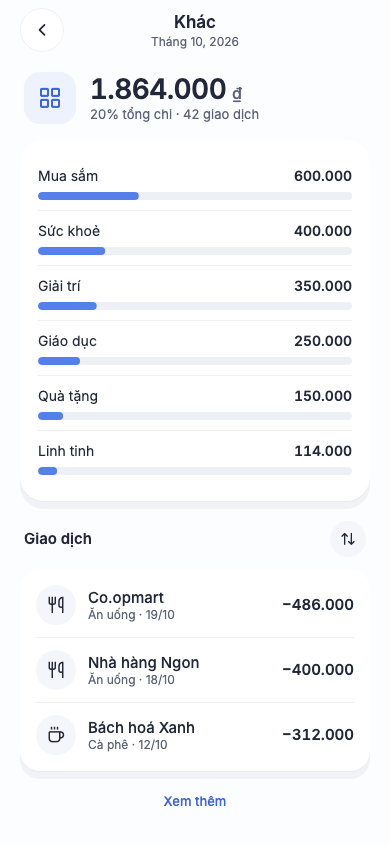 Khác
Tháng 10, 2026
1.864.000 ₫
20% tổng chi · 42 giao dịch
Mua sắm 600.000
Sức khoẻ 400.000
Giải trí 350.000
Giáo dục 250.000
Quà tặng 150.000
Linh tinh 114.000
Giao dịch
Co.opmart
Ăn uống · 19/10
−486.000
Nhà hàng Ngon
Ăn uống · 18/10
−400.000
Bách hoá Xanh
Cà phê · 12/10
−312.000
Xem thêm